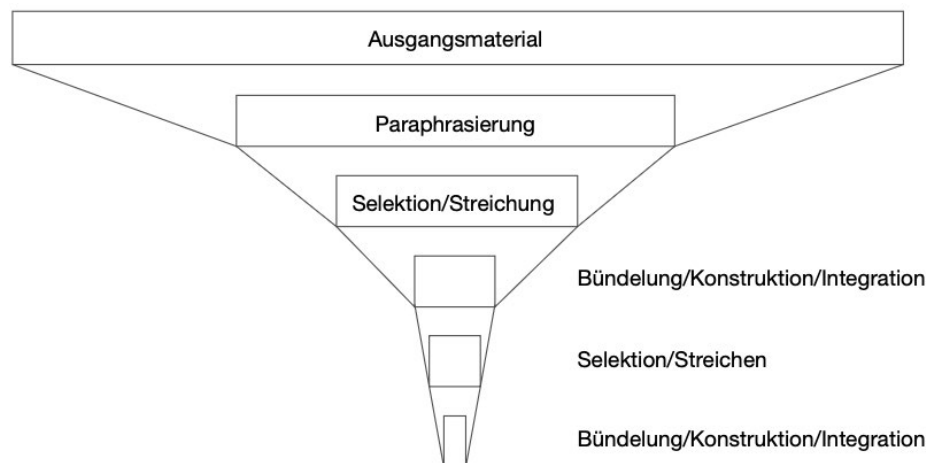 Ausgangsmaterial
Paraphrasierung
Selektion/Streichung
Bündelung/Konstruktion/Integration
Selektion/Streichen
Bündelung/Konstruktion/Integration